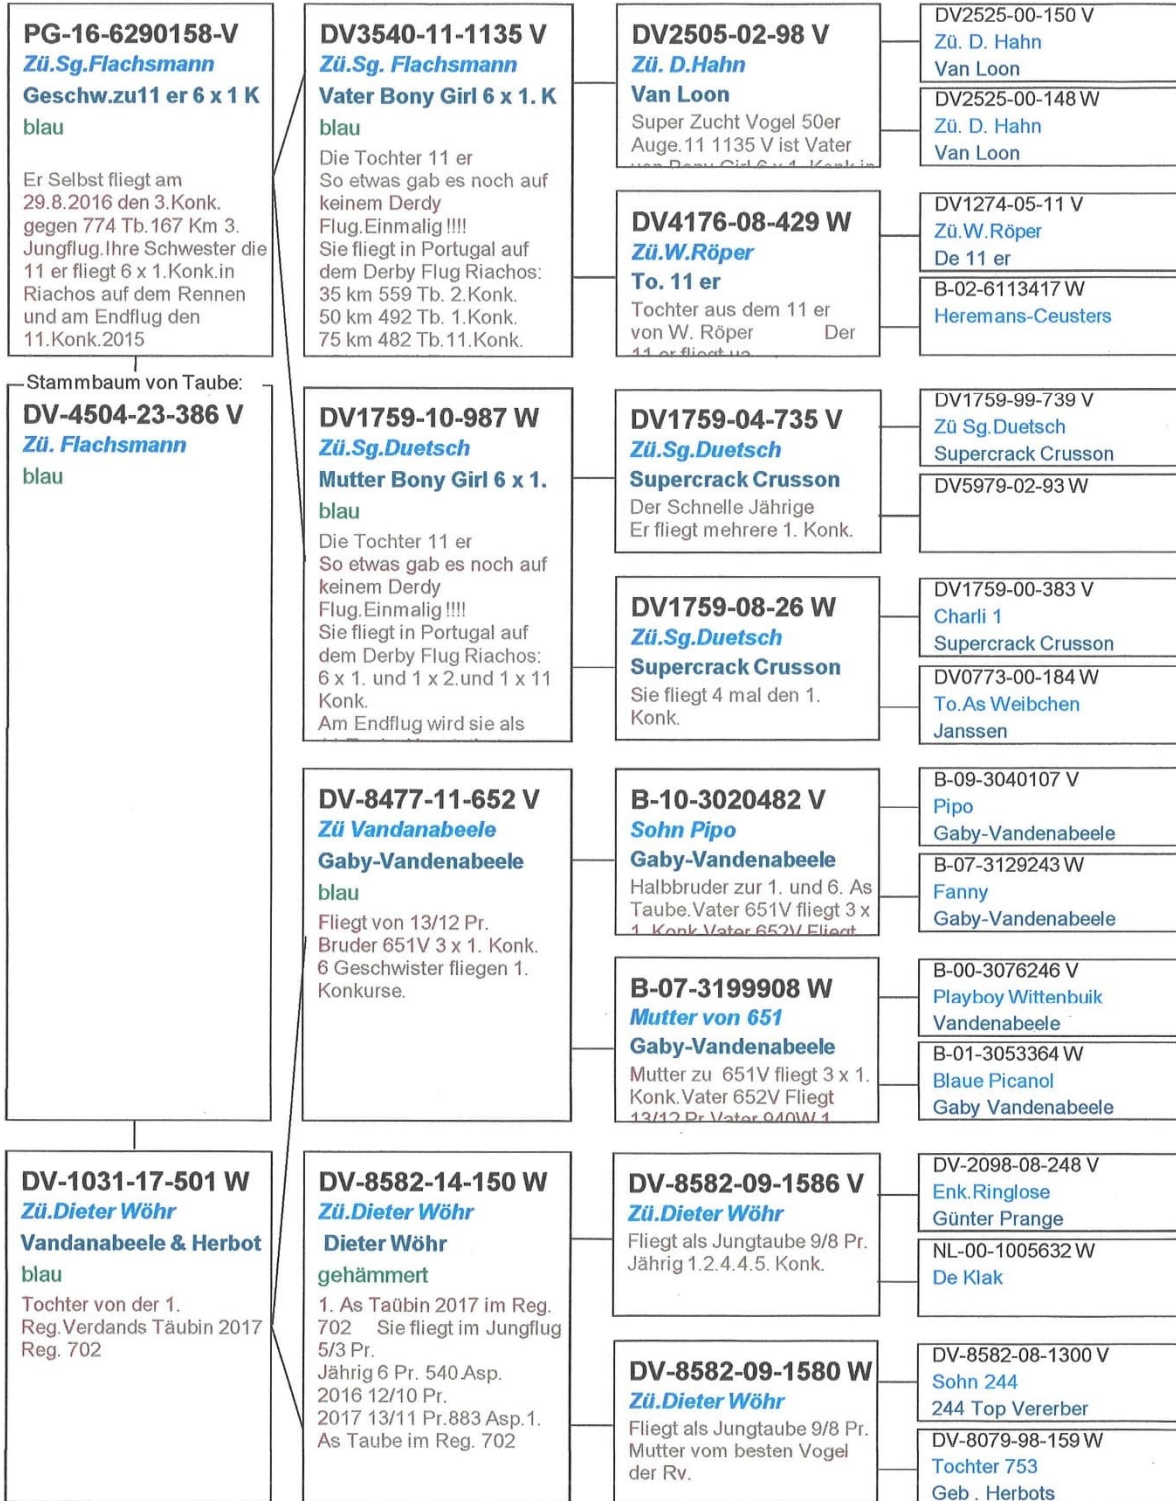 PG-16-6290158-V
Zü.Sg.Flachsmann
Geschw.zu11 er 6 x 1 K
blau
Er Selbst fliegt am
29.8.2016 den 3.Konk.
gegen 774 Tb.167 Km 3.
Jungflug.Ihre Schwester die
11 er fliegt 6 x 1.Konk.in
Riachos auf dem Rennen
und am Endflug den
11.Konk.2015
Stammbaum von Taube:
DV-4504-23-386 V
Zü. Flachsmann
blau
DV-1031-17-501 W
Zü.Dieter Wöhr
Vandanabeele & Herbot
blau
Tochter von der 1.
Reg.Verdands Täubin 2017
Reg. 702
DV3540-11-1135 V
Zü.Sg. Flachsmann
Vater Bony Girl 6 x 1. K
blau
Die Tochter 11 er
So etwas gab es noch auf
keinem Derdy
Flug.Einmalig !!!!
Sie fliegt in Portugal auf
dem Derby Flug Riachos:
35 km 559 Tb. 2.Konk.
50 km 492 Tb. 1.Konk.
75 km 482 Tb.11.Konk.
DV1759-10-987 W
Zü.Sg.Duetsch
Mutter Bony Girl 6 x 1.
blau
Die Tochter 11 er
So etwas gab es noch auf
keinem Derdy
Flug.Einmalig !!!!
Sie fliegt in Portugal auf
dem Derby Flug Riachos:
6 x 1. und 1 x 2.und 1 x 11
Konk.
Am Endflug wird sie als
DV-8477-11-652 V
Zü Vandanabeele
Gaby-Vandenabeele
blau
Fliegt von 13/12 Pr.
Bruder 651V 3 x 1. Konk.
6 Geschwister fliegen 1.
Konkurse.
DV-8582-14-150 W
Zü.Dieter Wöhr
Dieter Wöhr
gehämmert
1. As Taübin 2017 im Reg.
702 Sie fliegt im Jungflug
5/3 Pr.
Jährig 6 Pr. 540.Asp.
2016 12/10 Pr.
2017 13/11 Pr.883 Asp.1.
As Taube im Reg. 702
DV2505-02-98 V
Zü. D.Hahn
Van Loon
Super Zucht Vogel 50er
Auge.11 1135 V ist Vater
von Bony Girl 6 x 1. Konk in
DV4176-08-429 W
Zü.W.Röper
To. 11 er
Tochter aus dem 11 er
von W. Röper Der
11 er fliegt ua
DV1759-04-735 V
Zü.Sg.Duetsch
Supercrack Crusson
Der Schnelle Jährige
Er fliegt mehrere 1. Konk.
DV1759-08-26 W
Zü.Sg.Duetsch
Supercrack Crusson
Sie fliegt 4 mal den 1.
Konk.
B-10-3020482 V
Sohn Pipo
Gaby-Vandenabeele
Halbbruder zur 1. und 6. As
Taube.Vater 651V fliegt 3 x
1. Konk.Vater 652V Fliegt
B-07-3199908 W
Mutter von 651
Gaby-Vandenabeele
Mutter zu 651V fliegt 3 x 1.
Konk.Vater 652V Fliegt
13/12 Pr.Vater 940W 1
DV-8582-09-1586 V
Zü.Dieter Wöhr
Fliegt als Jungtaube 9/8 Pr.
Jährig 1.2.4.4.5. Konk.
DV-8582-09-1580 W
Zü.Dieter Wöhr
Fliegt als Jungtaube 9/8 Pr.
Mutter vom besten Vogel
der Rv.
DV2525-00-150 V
Zü. D. Hahn
Van Loon
DV2525-00-148 W
Zü. D. Hahn
Van Loon
DV1274-05-11 V
Zü.W.Röper
De 11 er
B-02-6113417 W
Heremans-Ceusters
DV1759-99-739 V
Zü Sg.Duetsch
Supercrack Crusson
DV5979-02-93 W
DV1759-00-383 V
Charli 1
Supercrack Crusson
DV0773-00-184 W
To.As Weibchen
Janssen
B-09-3040107 V
Pipo
Gaby-Vandenabeele
B-07-3129243 W
Fanny
Gaby-Vandenabeele
B-00-3076246 V
Playboy Wittenbuik
Vandenabeele
B-01-3053364 W
Blaue Picanol
Gaby Vandenabeele
DV-2098-08-248 V
Enk.Ringlose
Günter Prange
NL-00-1005632 W
De Klak
DV-8582-08-1300 V
Sohn 244
244 Top Vererber
DV-8079-98-159 W
Tochter 753
Geb . Herbots